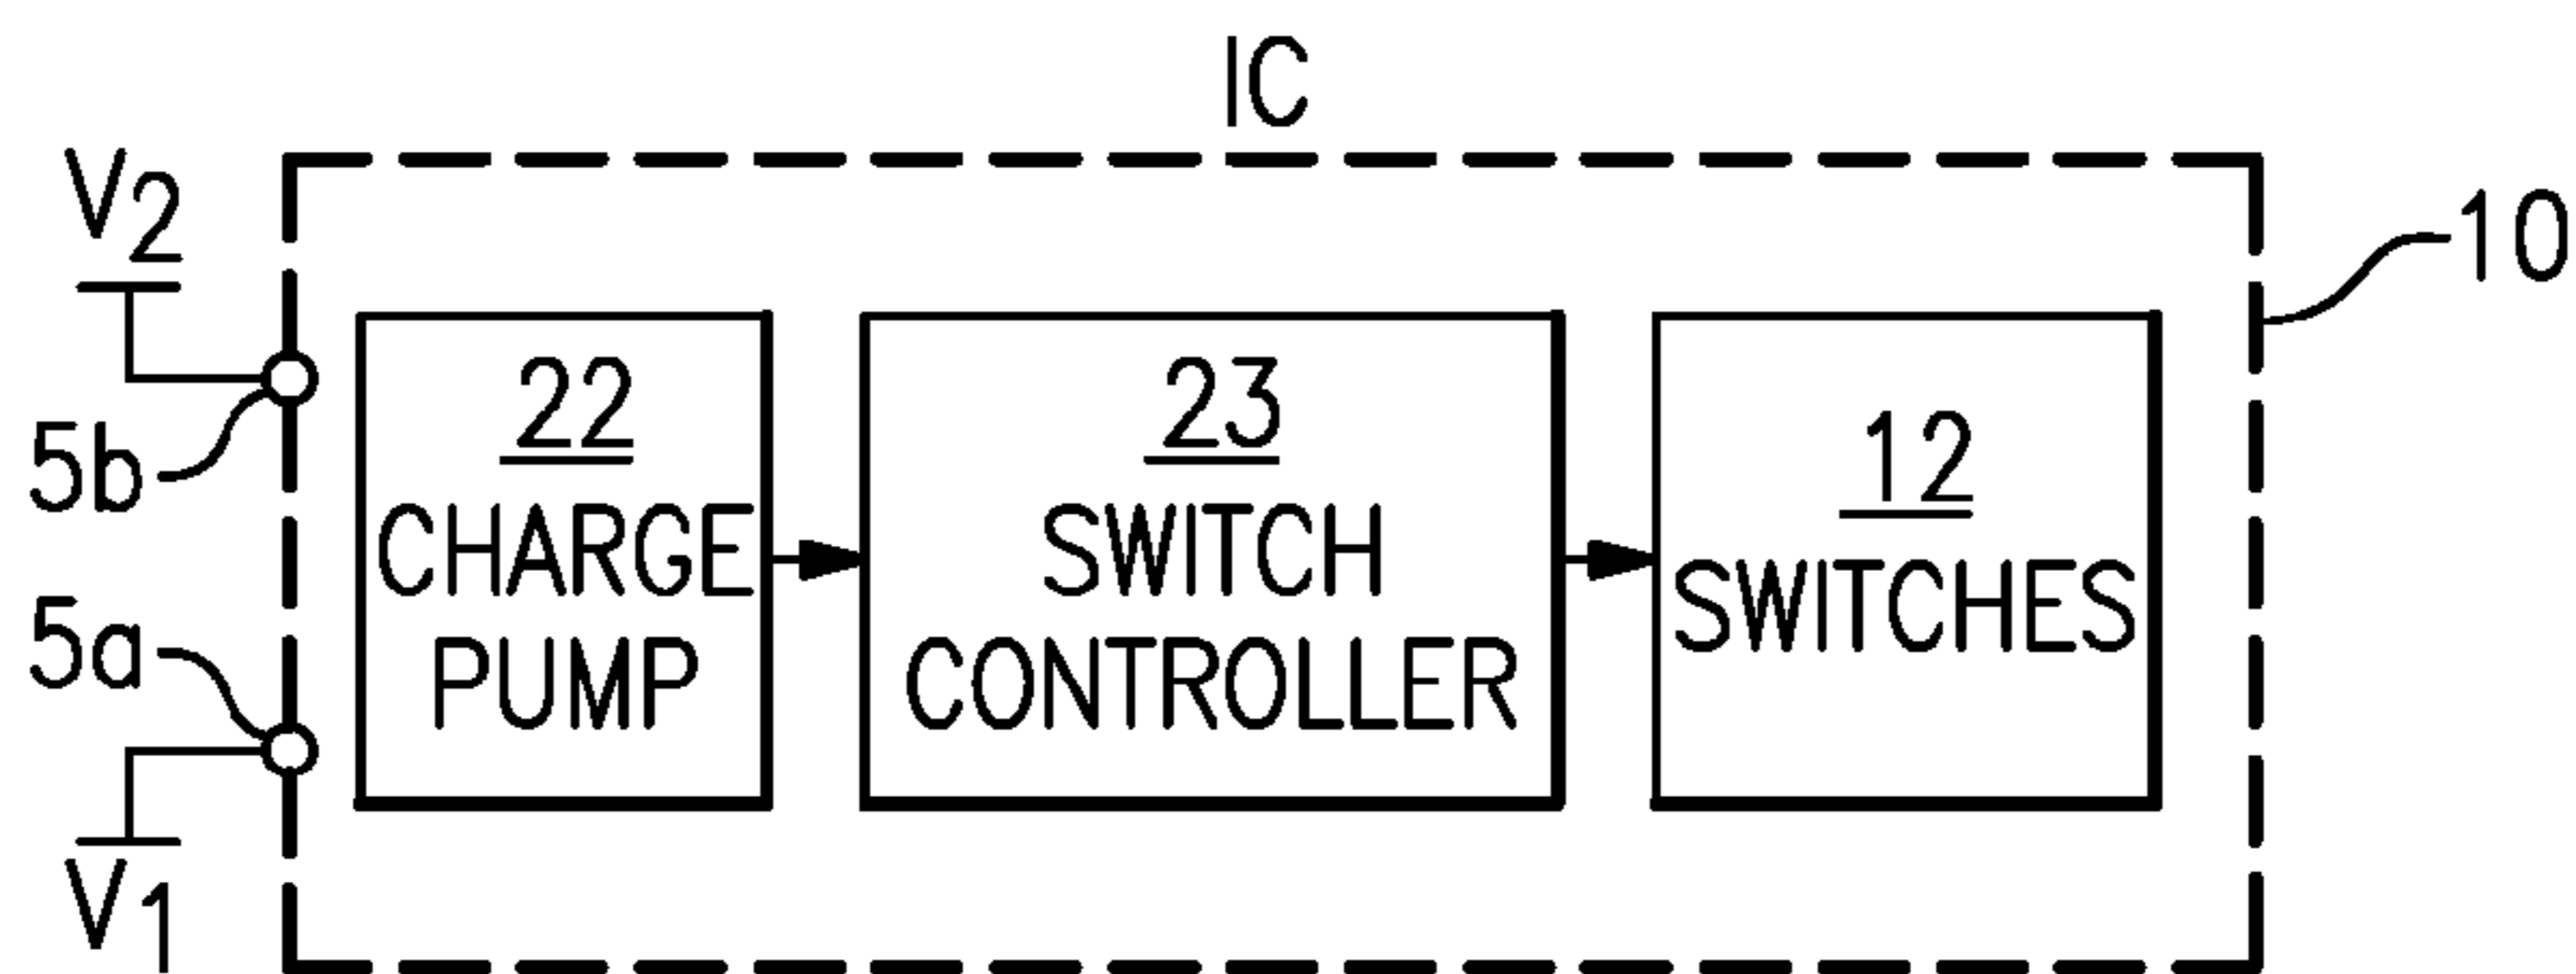 IC
V2
10
5b
5a
V1
22
CHARGE
PUMP
23
SWITCH
CONTROLLER
12
SWITCHES